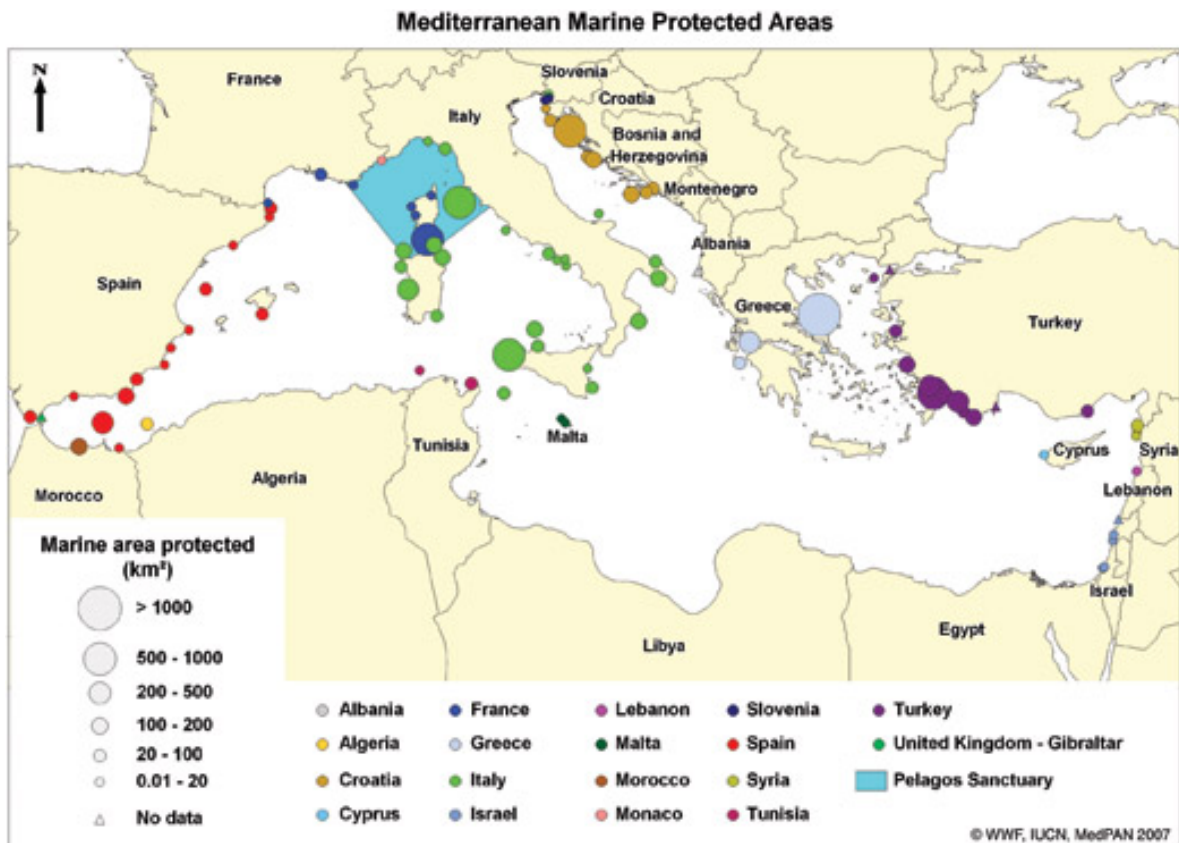 Mediterranean Marine Protected Areas
N
France
Slovenia
Croatia
Italy
Bosnia and
Herzegovina
Montenegro
Albania
Spain
Greece
Turkey
Malta
Tunisia
Cyprus
Syria
Algeria
Lebanon
Morocco
Israel
Egypt
Libya
Marine area protected
(km²)
> 1000
500 - 1000
200 - 500
100 - 200
20 - 100
0.01 - 20
No data
Albania
Algeria
Croatia
Cyprus
France
Greece
Italy
Israel
Lebanon
Malta
Morocco
Monaco
Slovenia
Spain
Syria
Tunisia
Turkey
United Kingdom - Gibraltar
Pelagos Sanctuary
© WWF, IUCN, MedPAN 2007